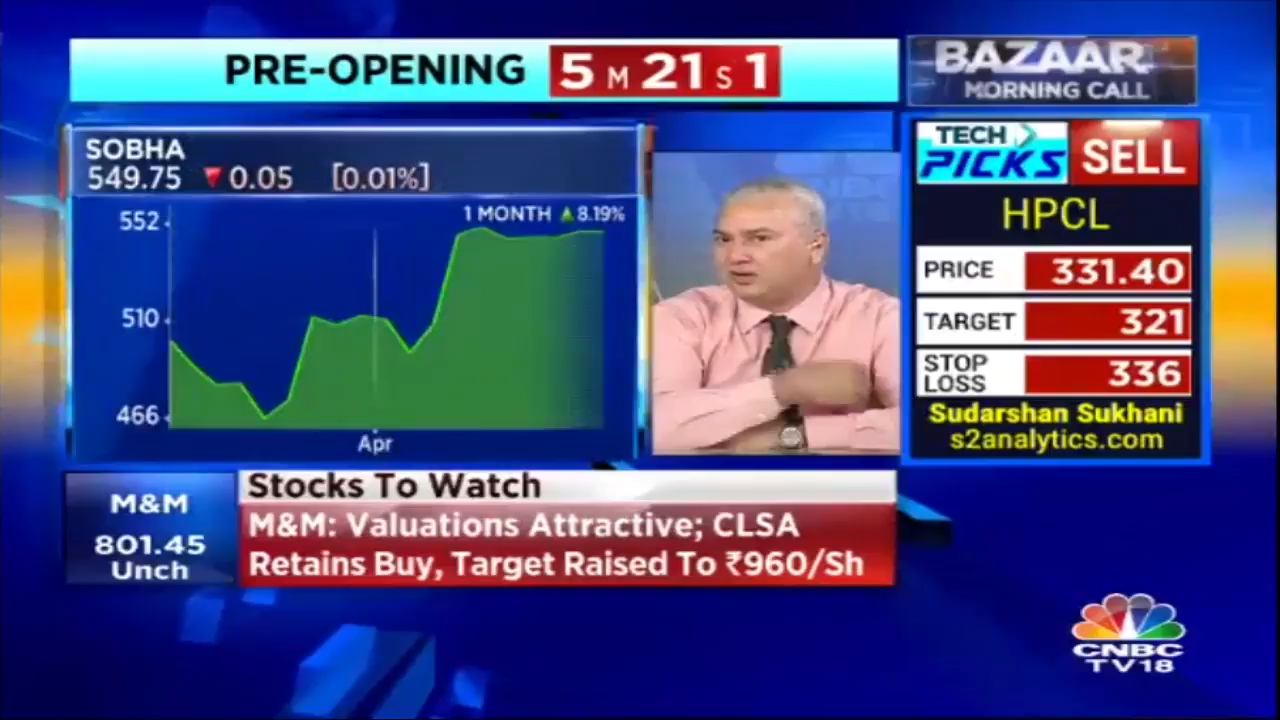 PRE-OPENING 5 M 21 S 1
BAZAAR
MORNING CALL
SOBHA
549.75 ▼ 0.05 [0.01%]
1 MONTH ▲ 8.19%
552
510
466
Apr
TECH
PICKS
SELL
HPCL
PRICE 331.40
TARGET 321
STOP LOSS 336
Sudarshan Sukhani
s2analytics.com
M&M
801.45
Unch
Stocks To Watch
M&M: Valuations Attractive; CLSA
Retains Buy, Target Raised To ₹960/Sh
CNBC
TV18